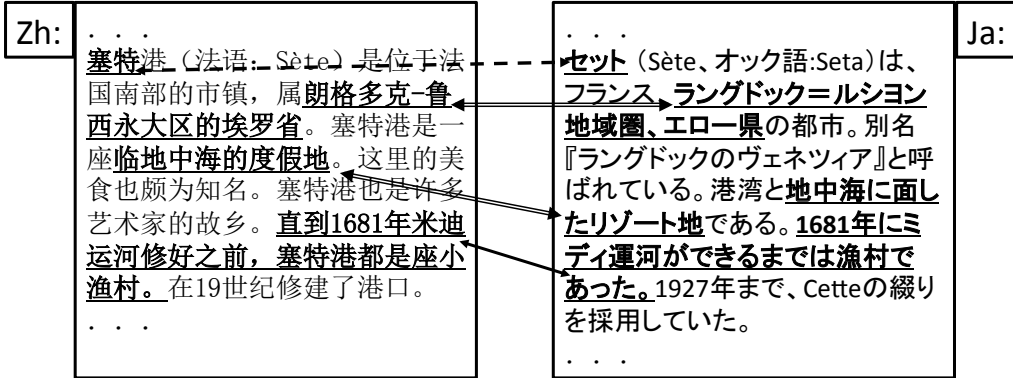 Zh:
. . .
塞特港（法语：Sète）是位于法
国南部的市镇，属朗格多克-鲁
西永大区的埃罗省。塞特港是一
座临地中海的度假地。这里的美
食也颇为知名。塞特港也是许多
艺术家的故乡。直到1681年米迪
运河修好之前，塞特港都是座小
渔村。在19世纪修建了港口。
. . .
Ja:
. . .
セット（Sète、オック語:Seta）は、
フランス、ラングドック＝ルシヨン
地域圏、エロー県の都市。別名
『ラングドックのヴェネツィア』と呼
ばれている。港湾と地中海に面し
たリゾート地である。1681年にミ
ディ運河ができるまでは漁村で
あった。1927年まで、Cetteの綴り
を採用していた。
. . .